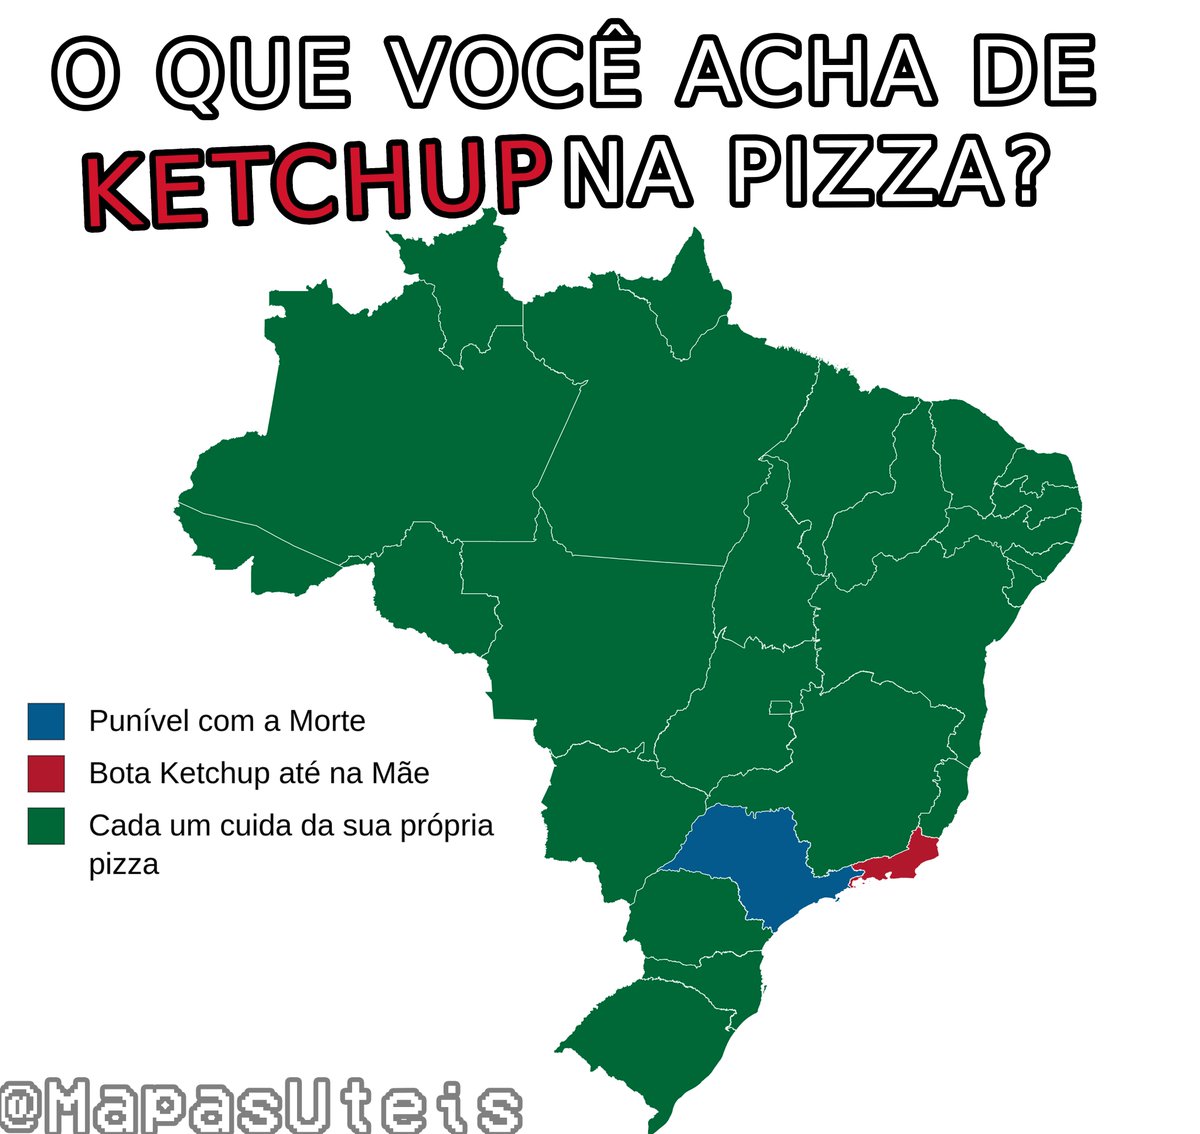 O QUE VOCÊ ACHA DE
KETCHUP NA PIZZA?
Punível com a Morte
Bota Ketchup até na Mãe
Cada um cuida da sua própria
pizza
@MapasUteis